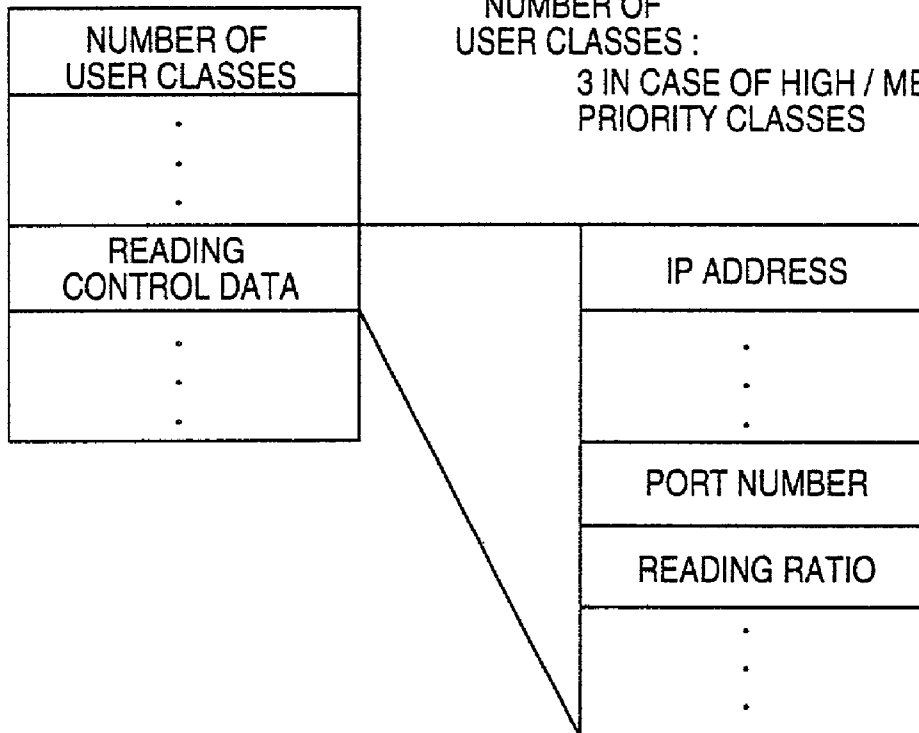 NUMBER OF
USER CLASSES
NUMBER OF
USER CLASSES :
3 IN CASE OF HIGH /
PRIORITY CLASSES
READING
CONTROL DATA
IP ADDRESS
PORT NUMBER
READING RATIO